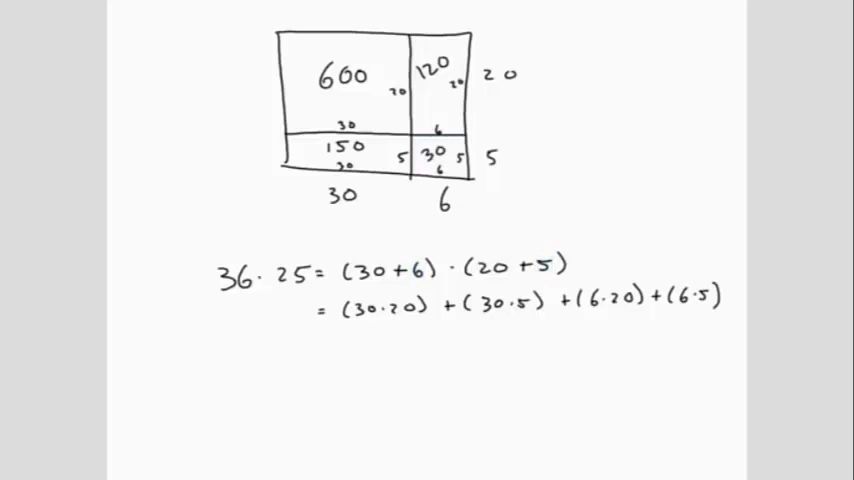 600 120 20
20 20
30 6
150 5 30 5 5
30 6
30 6
36 · 25 = (30 + 6) · (20 + 5)
= (30 · 20) + (30 · 5) + (6 · 20) + (6 · 5)